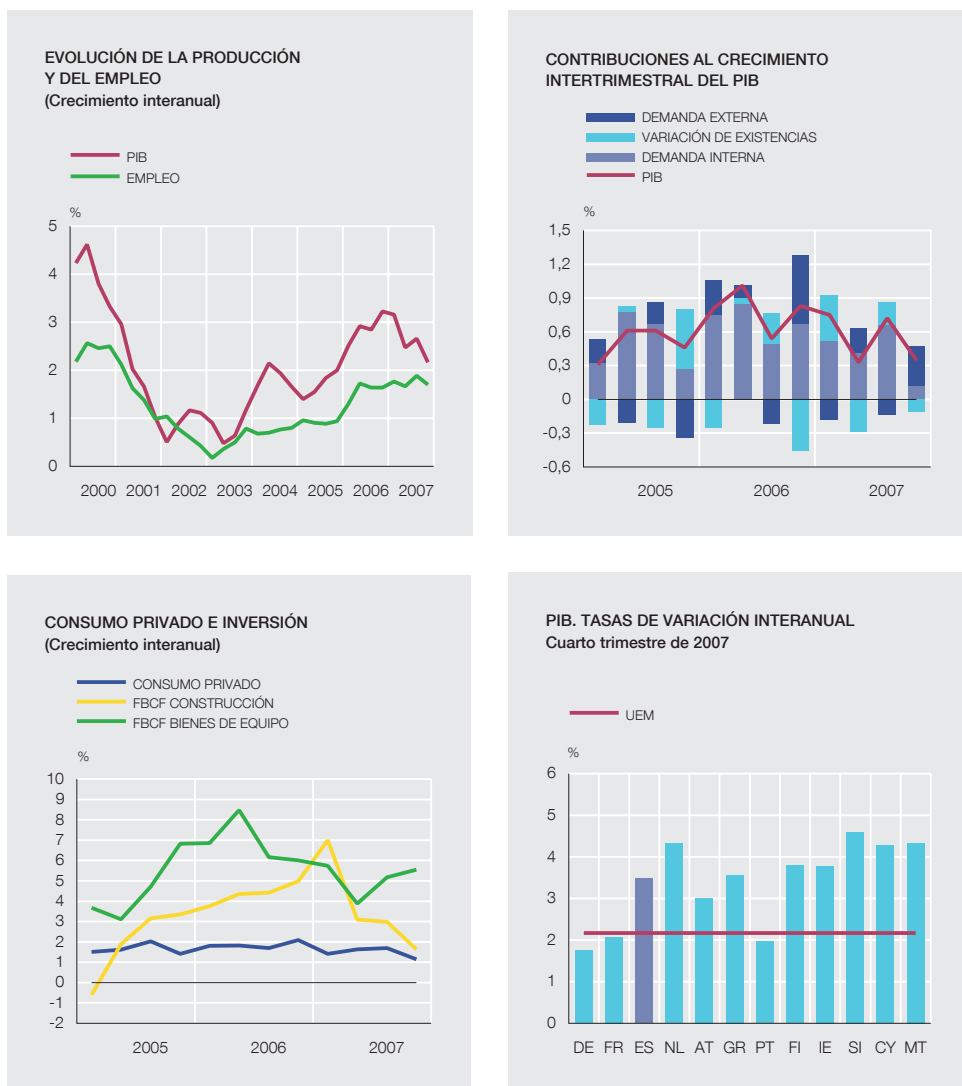 EVOLUCIÓN DE LA PRODUCCIÓN
Y DEL EMPLEO
(Crecimiento interanual)
PIB
EMPLEO
%
5
4
3
2
1
0
2000 2001 2002 2003 2004 2005 2006 2007
CONTRIBUCIONES AL CRECIMIENTO
INTERTRIMESTRAL DEL PIB
DEMANDA EXTERNA
VARIACIÓN DE EXISTENCIAS
DEMANDA INTERNA
PIB
%
1,5
1,2
0,9
0,6
0,3
0
-0,3
-0,6
2005 2006 2007
CONSUMO PRIVADO E INVERSIÓN
(Crecimiento interanual)
CONSUMO PRIVADO
FBCF CONSTRUCCIÓN
FBCF BIENES DE EQUIPO
%
10
9
8
7
6
5
4
3
2
1
0
-1
-2
2005 2006 2007
PIB. TASAS DE VARIACIÓN INTERANUAL
Cuarto trimestre de 2007
UEM
%
6
5
4
3
2
1
0
DE FR ES NL AT GR PT FI IE SI CY MT